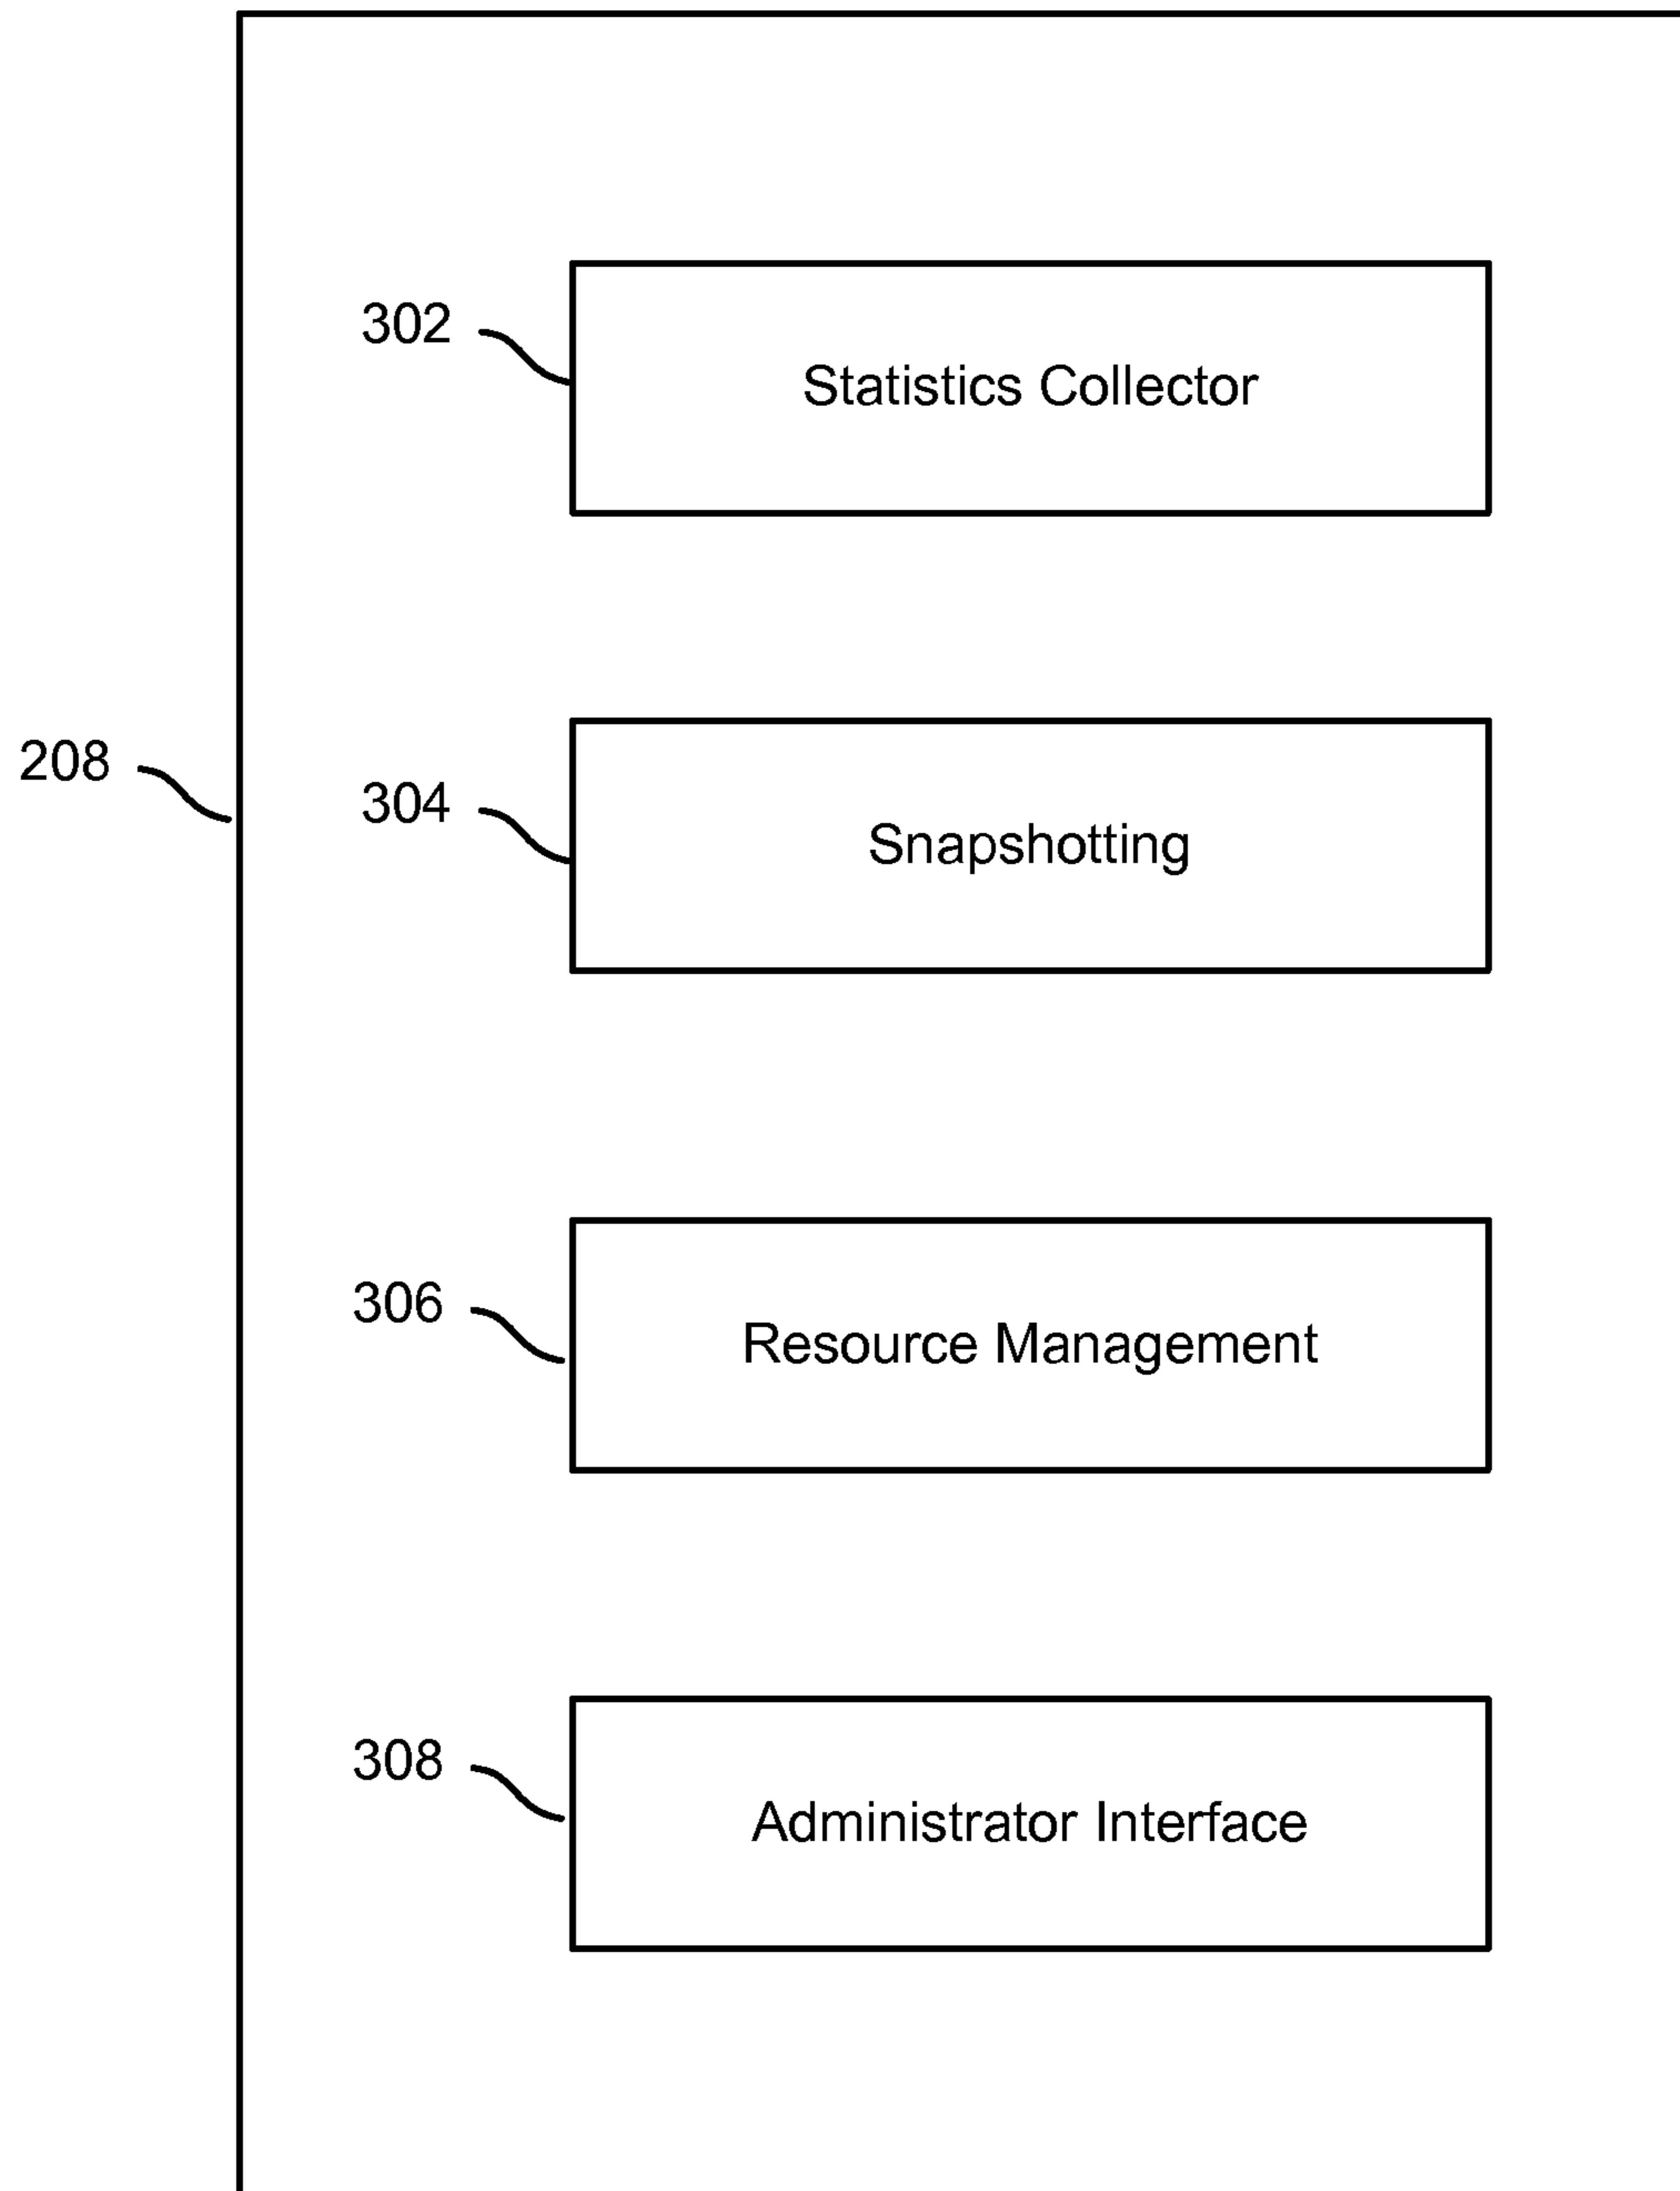 302
Statistics Collector
208
304
Snapshotting
306
Resource Management
308
Administrator Interface